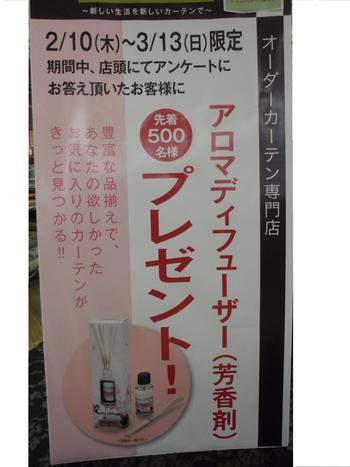 ～新しい生活を新しいカーテンで～
2/10(木)～3/13(日)限定
期間中、店頭にてアンケートに
お答え頂いたお客様に
オーダーカーテン専門店
アロマディフューザー(芳香剤)
先着
500
名様
プレゼント!
豊富な品揃えで、
あなたの欲しかった
お気に入りのカーテンが
きっと見つかる!!